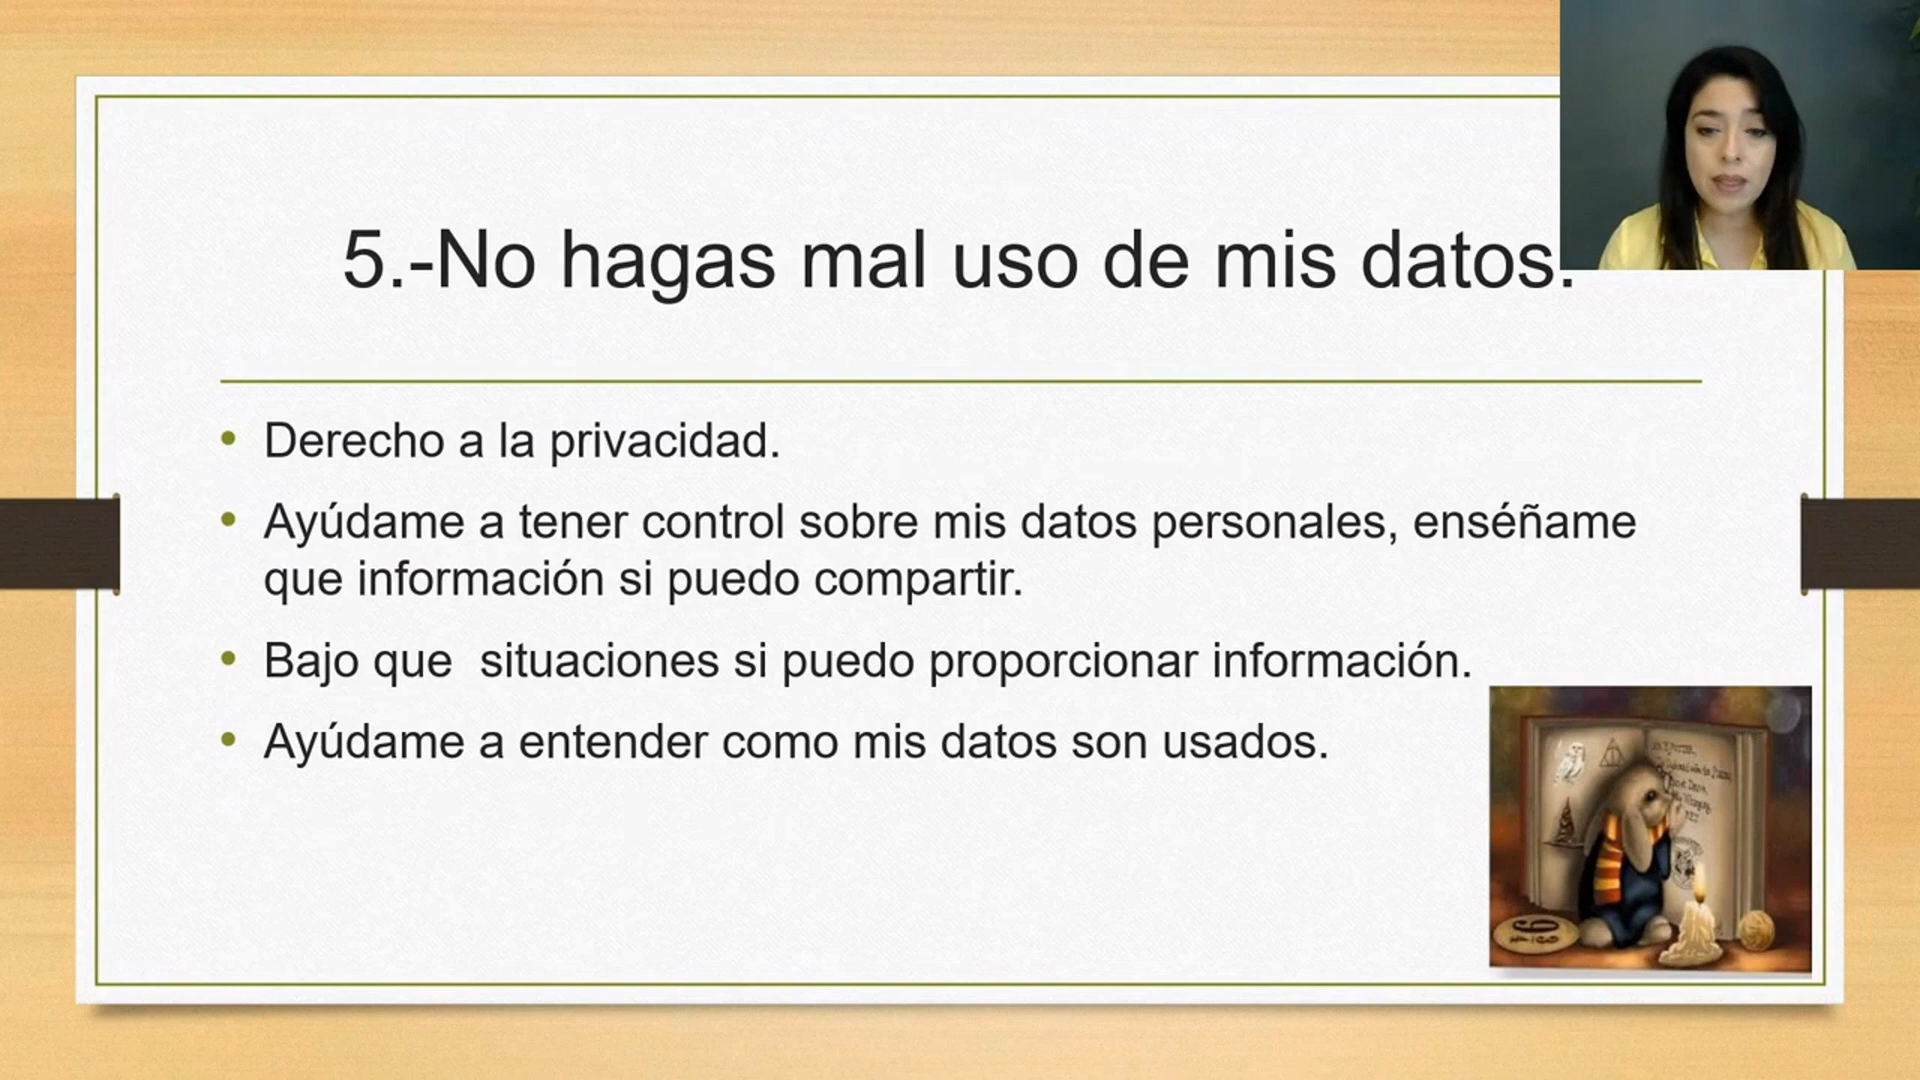 5.-No hagas mal uso de mis datos.
• Derecho a la privacidad.
• Ayúdame a tener control sobre mis datos personales, enséñame
que información si puedo compartir.
• Bajo que  situaciones si puedo proporcionar información.
• Ayúdame a entender como mis datos son usados.